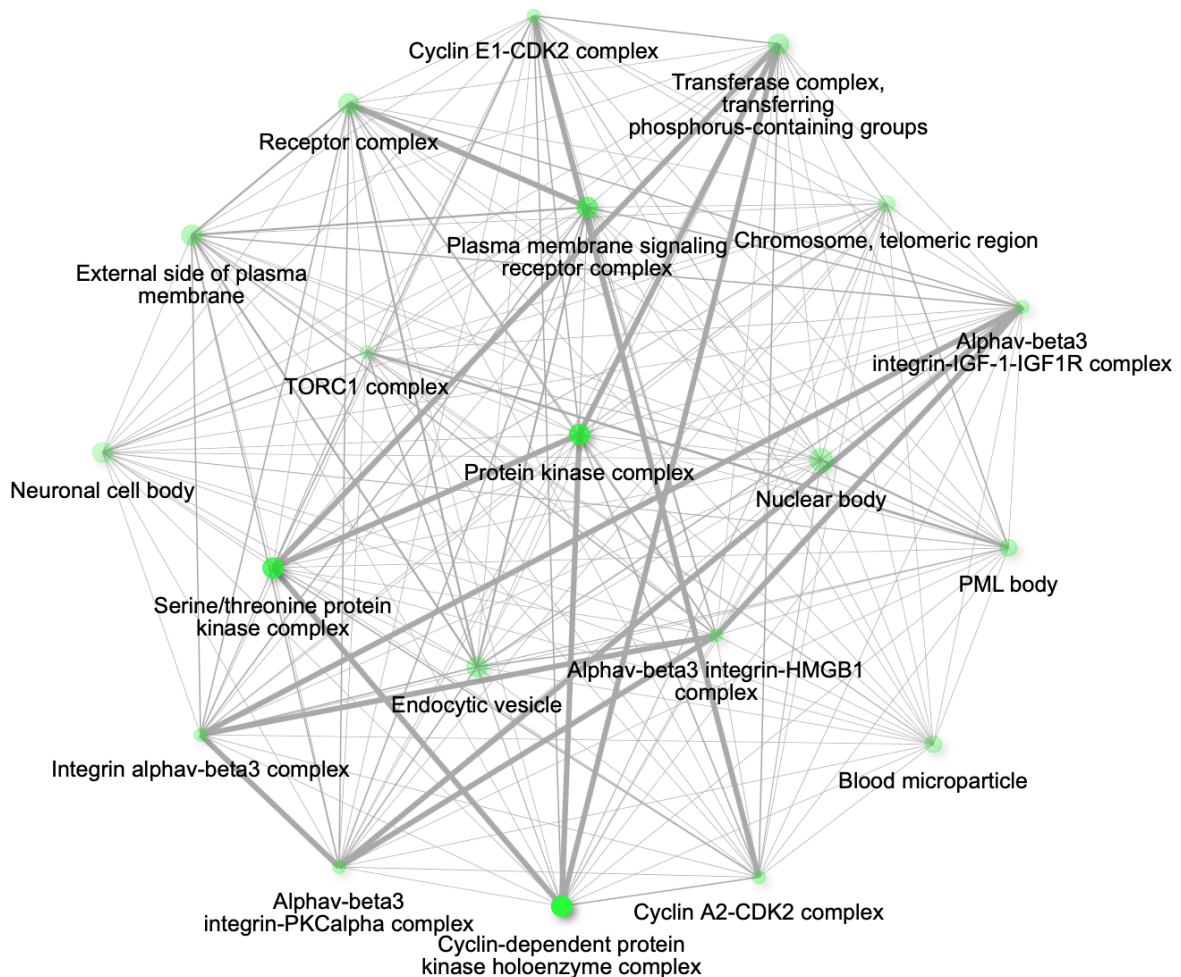 Cyclin E1-CDK2 complex
Transferase complex,
transferring
phosphorus-containing groups
Receptor complex
Plasma membrane signaling
receptor complex
Chromosome, telomeric region
External side of plasma
membrane
Alphav-beta3
integrin-IGF-1-IGF1R complex
TORC1 complex
Protein kinase complex
Neuronal cell body
Nuclear body
PML body
Serine/threonine protein
kinase complex
Alphav-beta3 integrin-HMGB1
complex
Endocytic vesicle
Integrin alphav-beta3 complex
Blood microparticle
Alphav-beta3
integrin-PKCalpha complex
Cyclin A2-CDK2 complex
Cyclin-dependent protein
kinase holoenzyme complex